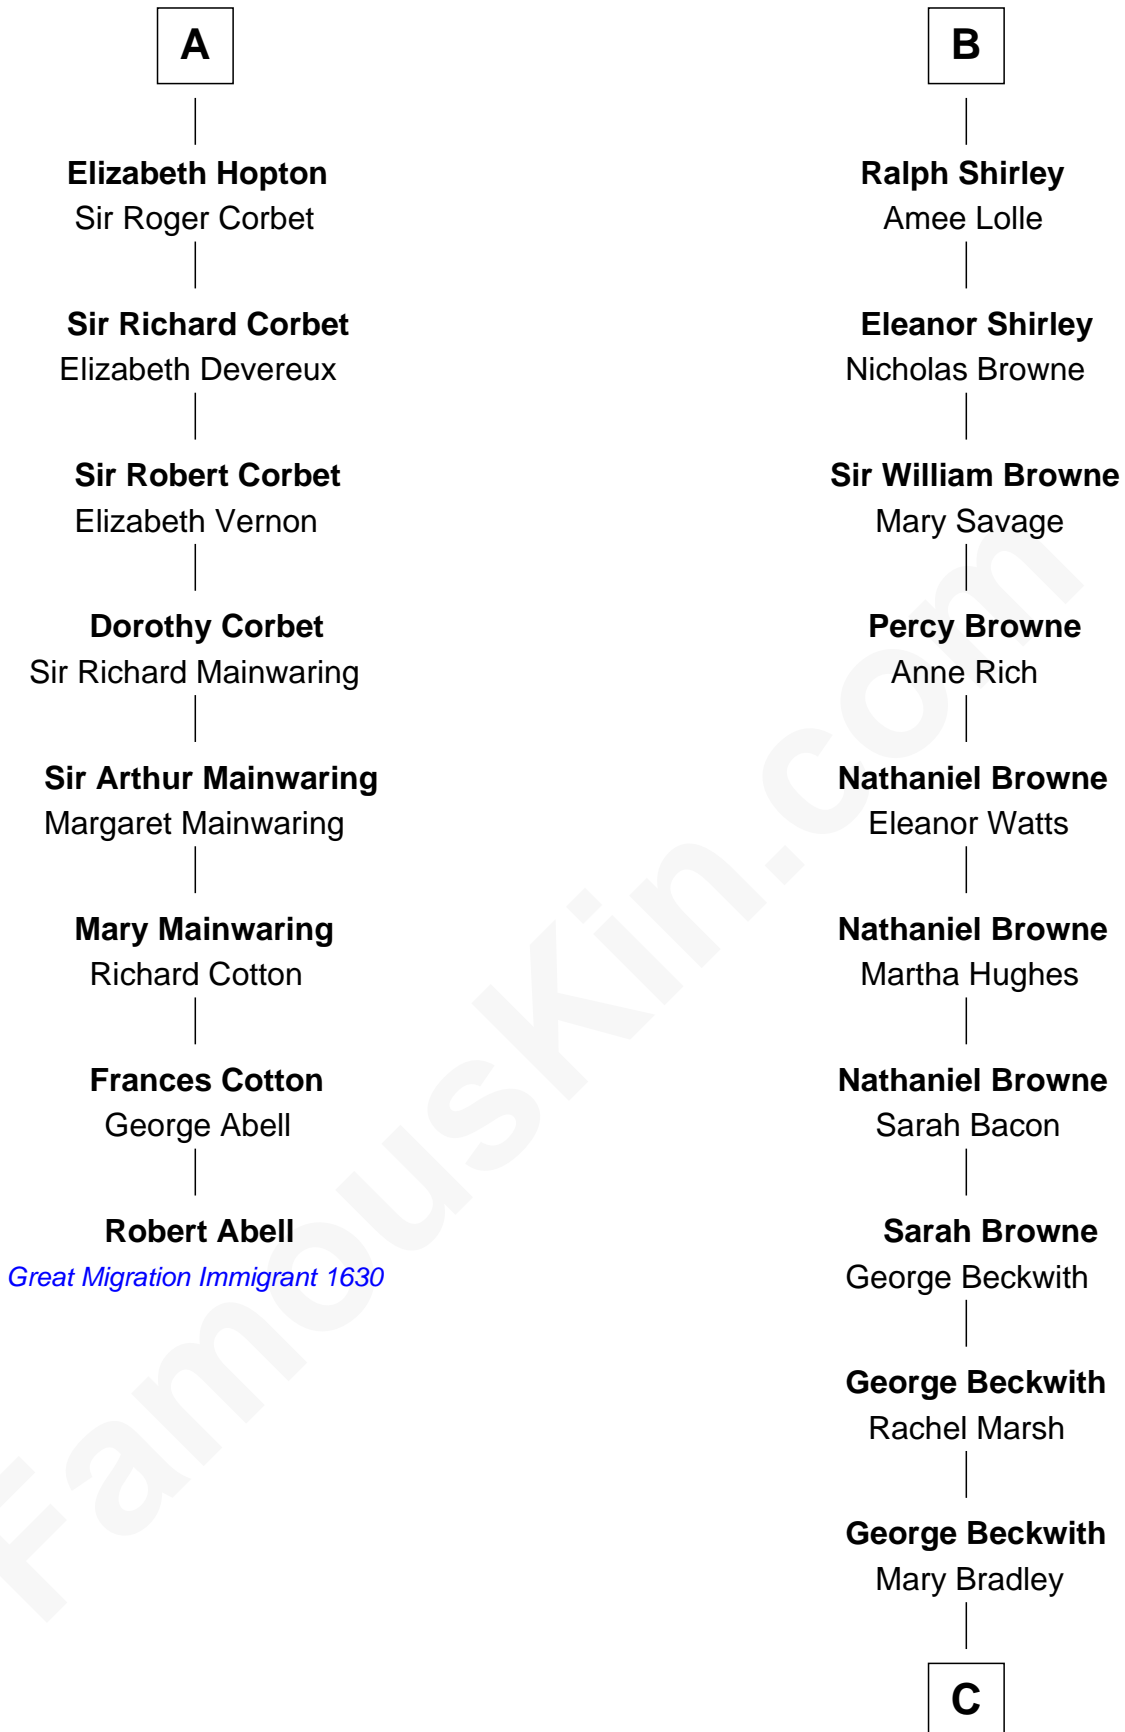 A
Elizabeth Hopton
Sir Roger Corbet
Sir Richard Corbet
Elizabeth Devereux
Sir Robert Corbet
Elizabeth Vernon
Dorothy Corbet
Sir Richard Mainwaring
Sir Arthur Mainwaring
Margaret Mainwaring
Mary Mainwaring
Richard Cotton
Frances Cotton
George Abell
Robert Abell
Great Migration Immigrant 1630
B
Ralph Shirley
Amee Lolle
Eleanor Shirley
Nicholas Browne
Sir William Browne
Mary Savage
Percy Browne
Anne Rich
Nathaniel Browne
Eleanor Watts
Nathaniel Browne
Martha Hughes
Nathaniel Browne
Sarah Bacon
Sarah Browne
George Beckwith
George Beckwith
Rachel Marsh
George Beckwith
Mary Bradley
C
FamousKin.com